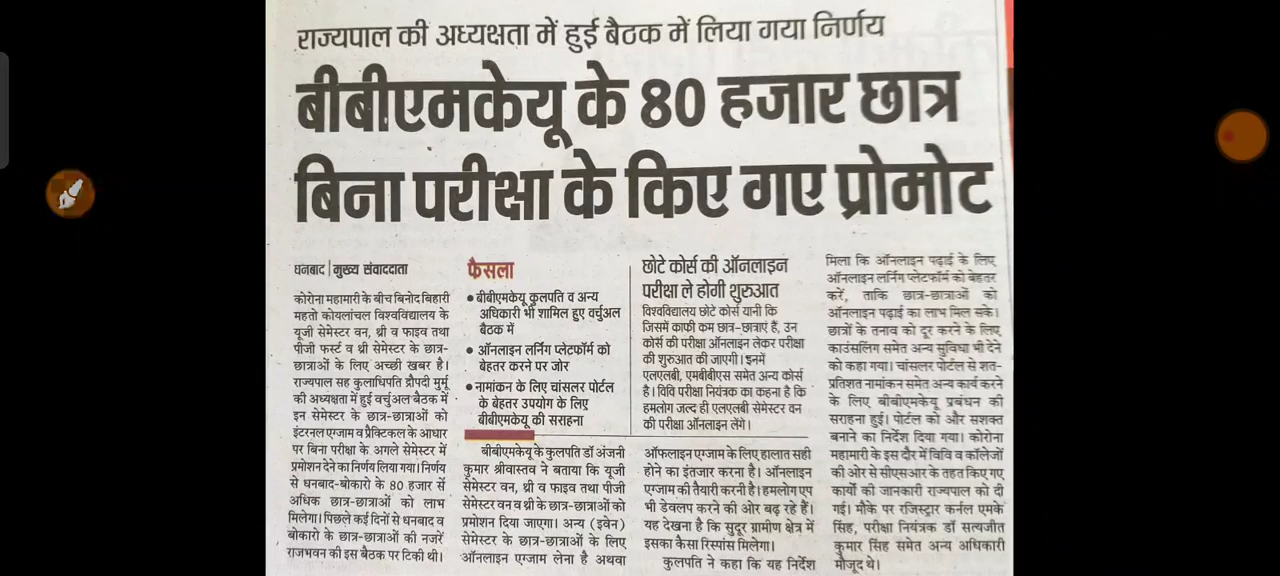 राज्यपाल की अध्यक्षता में हुई बैठक में लिया गया निर्णय
बीबीएमकेयू के 80 हजार छात्र
बिना परीक्षा के किए गए प्रोमोट
धनबाद | मुख्य संवाददाता
कोरोना महामारी के बीच बिनोद बिहारी
महतो कोयलांचल विश्वविद्यालय के
यूजी सेमेस्टर वन, थ्री व फाइव तथा
पीजी फर्स्ट व थ्री सेमेस्टर के छात्र-
छात्राओं के लिए अच्छी खबर है।
राज्यपाल सह कुलाधिपति द्रौपदी मुर्मू
की अध्यक्षता में हुई वर्चुअल बैठक में
इन सेमेस्टर के छात्र-छात्राओं को
इंटरनल एग्जाम व प्रैक्टिकल के आधार
पर बिना परीक्षा के अगले सेमेस्टर में
प्रमोशन देने का निर्णय लिया गया। निर्णय
से धनबाद-बोकारो के 80 हजार से
अधिक छात्र-छात्राओं को लाभ
मिलेगा। पिछले कई दिनों से धनबाद व
बोकारो के छात्र-छात्राओं की नजरें
राजभवन की इस बैठक पर टिकी थी।
फैसला
● बीबीएमकेयू कुलपति व अन्य
अधिकारी भी शामिल हुए वर्चुअल
बैठक में
● ऑनलाइन लर्निंग प्लेटफॉर्म को
बेहतर करने पर जोर
● नामांकन के लिए चांसलर पोर्टल
के बेहतर उपयोग के लिए
बीबीएमकेयू की सराहना
बीबीएमकेयू के कुलपति डॉ अंजनी
कुमार श्रीवास्तव ने बताया कि यूजी
सेमेस्टर वन, थ्री व फाइव तथा पीजी
सेमेस्टर वन व थ्री के छात्र-छात्राओं को
प्रमोशन दिया जाएगा। अन्य (इवेन)
सेमेस्टर के छात्र-छात्राओं के लिए
ऑनलाइन एग्जाम लेना है अथवा
छोटे कोर्स की ऑनलाइन
परीक्षा ले होगी शुरुआत
विश्वविद्यालय छोटे कोर्स यानी कि
जिसमें काफी कम छात्र-छात्राएं हैं, उन
कोर्स की परीक्षा ऑनलाइन लेकर परीक्षा
की शुरुआत की जाएगी। इनमें
एलएलबी, एमबीबीएस समेत अन्य कोर्स
है। विवि परीक्षा नियंत्रक का कहना है कि
हमलोग जल्द ही एलएलबी सेमेस्टर वन
की परीक्षा ऑनलाइन लेंगे।
ऑफलाइन एग्जाम के लिए हालात सही
होने का इंतजार करना है। ऑनलाइन
एग्जाम की तैयारी करनी है। हमलोग एप
भी डेवलप करने की ओर बढ़ रहे हैं।
यह देखना है कि सुदूर ग्रामीण क्षेत्र में
इसका कैसा रिस्पांस मिलेगा।
कुलपति ने कहा कि यह निर्देश
मिला कि ऑनलाइन पढ़ाई के लिए
ऑनलाइन लर्निंग प्लेटफॉर्म को बेहतर
करें, ताकि छात्र-छात्राओं को
ऑनलाइन पढ़ाई का लाभ मिल सके।
छात्रों के तनाव को दूर करने के लिए
काउंसलिंग समेत अन्य सुविधा भी देने
को कहा गया। चांसलर पोर्टल से शत-
प्रतिशत नामांकन समेत अन्य कार्य करने
के लिए बीबीएमकेयू प्रबंधन की
सराहना हुई। पोर्टल को और सशक्त
बनाने का निर्देश दिया गया। कोरोना
महामारी के इस दौर में विवि व कॉलेजों
की ओर से सीएसआर के तहत किए गए
कार्यों की जानकारी राज्यपाल को दी
गई। मौके पर रजिस्ट्रार कर्नल एमके
सिंह, परीक्षा नियंत्रक डॉ सत्यजीत
कुमार सिंह समेत अन्य अधिकारी
मौजूद थे।